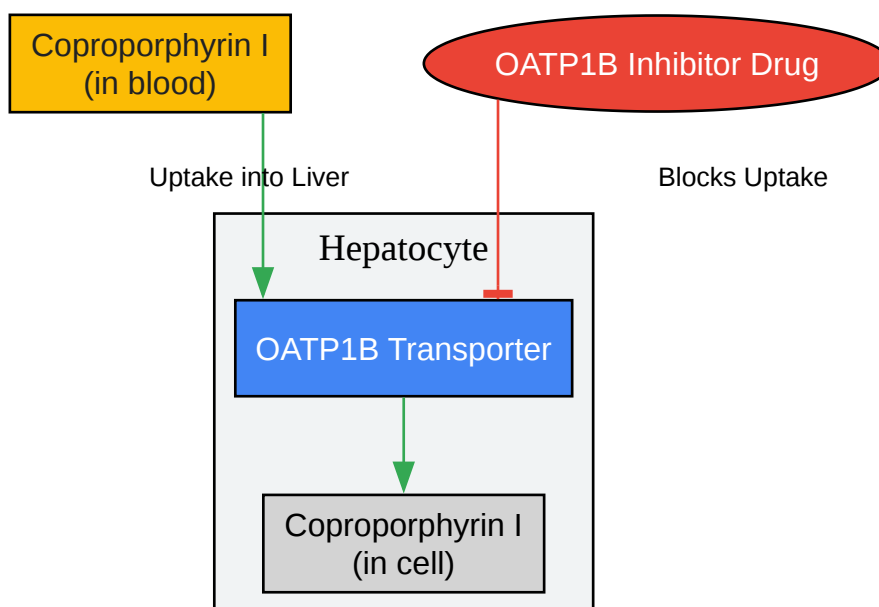 Coproporphyrin I
(in blood)
OATP1B Inhibitor Drug
Uptake into Liver
Blocks Uptake
Hepatocyte
OATP1B Transporter
Coproporphyrin I
(in cell)